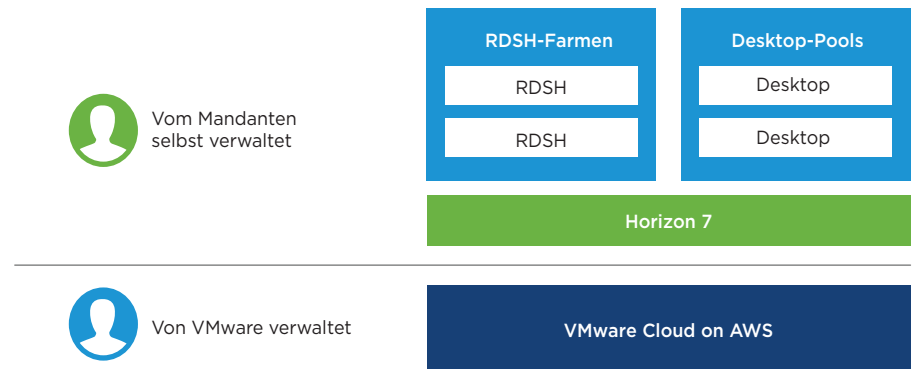 RDSH-Farmen
RDSH
RDSH
Desktop-Pools
Desktop
Desktop
Vom Mandanten
selbst verwaltet
Horizon 7
Von VMware verwaltet
VMware Cloud on AWS